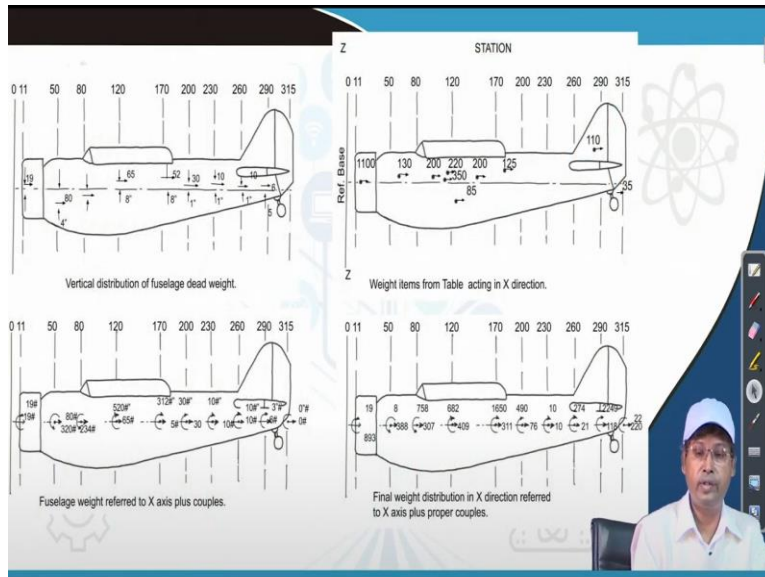 Z STATION
0 11 50 80 120 170 200 230 260 290 315
0 11 50 80 120 170 200 230 260 290 315
19 80 65 52 30 10 10
4" 8" 8" 1" 1" 1" 5
Ref. Base
1100 130 200 220 200 125 110
350 85 35
Z
Vertical distribution of fuselage dead weight.
Weight items from Table acting in X direction.
0 11 50 80 120 170 200 230 260 290 315
0 11 50 80 120 170 200 230 260 290 315
19# 520#" 312#" 30#" 10#" 10#" 3"# 0"#
19# 80# 65# 5# 30 10# 10# 6# 0#
320# 234#
19 8 758 682 1650 490 10 274 2249 22
893 388 307 409 311 76 10 21 118 220
Fuselage weight referred to X axis plus couples.
Final weight distribution in X direction referred
to X axis plus proper couples.